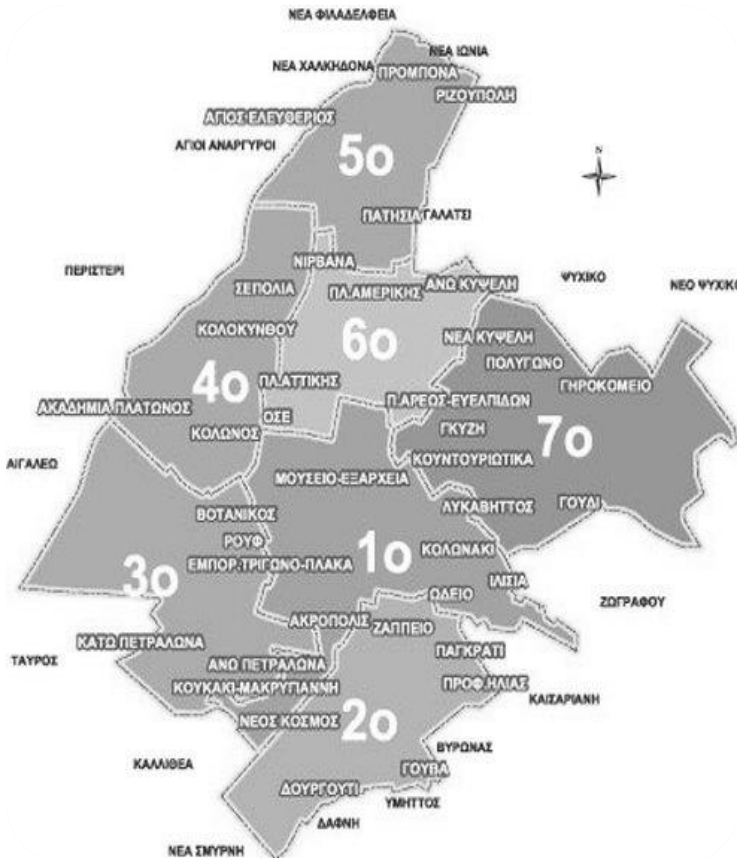 ΝΕΑ ΦΙΛΑΔΕΛΦΕΙΑ
ΝΕΑ ΙΩΝΙΑ
ΝΕΑ ΧΑΛΚΗΔΟΝΑ
ΠΡΟΜΠΟΝΑ
ΡΙΖΟΥΠΟΛΗ
ΑΓΙΟΣ ΕΛΕΥΘΕΡΙΟΣ
ΑΓΙΟΙ ΑΝΑΡΓΥΡΟΙ
5ο
N
ΠΑΤΗΣΙΑ
ΓΑΛΑΤΣΙ
ΝΙΡΒΑΝΑ
ΠΕΡΙΣΤΕΡΙ
ΨΥΧΙΚΟ
ΣΕΠΟΛΙΑ
ΠΛ.ΑΜΕΡΙΚΗΣ
ΑΝΩ ΚΥΨΕΛΗ
ΝΕΟ ΨΥΧΙΚΟ
ΚΟΛΟΚΥΝΘΟΥ
6ο
ΝΕΑ ΚΥΨΕΛΗ
ΠΟΛΥΓΩΝΟ
4ο
ΠΛ.ΑΤΤΙΚΗΣ
ΓΗΡΟΚΟΜΕΙΟ
ΑΚΑΔΗΜΙΑ ΠΛΑΤΩΝΟΣ
ΟΣΕ
Π.ΑΡΕΩΣ-ΕΥΕΛΠΙΔΩΝ
ΚΟΛΩΝΟΣ
ΓΚΥΖΗ
7ο
ΑΙΓΑΛΕΩ
ΚΟΥΝΤΟΥΡΙΩΤΙΚΑ
ΜΟΥΣΕΙΟ-ΕΞΑΡΧΕΙΑ
ΒΟΤΑΝΙΚΟΣ
ΛΥΚΑΒΗΤΤΟΣ
ΓΟΥΔΙ
ΡΟΥΦ
1ο
ΚΟΛΩΝΑΚΙ
3ο
ΕΜΠΟΡ.ΤΡΙΓΩΝΟ-ΠΛΑΚΑ
ΙΛΙΣΙΑ
ΩΔΕΙΟ
ΖΩΓΡΑΦΟΥ
ΑΚΡΟΠΟΛΙΣ
ΖΑΠΠΕΙΟ
ΚΑΤΩ ΠΕΤΡΑΛΩΝΑ
ΠΑΓΚΡΑΤΙ
ΤΑΥΡΟΣ
ΑΝΩ ΠΕΤΡΑΛΩΝΑ
ΚΟΥΚΑΚΙ-ΜΑΚΡΥΓΙΑΝΝΗ
ΠΡΟΦ.ΗΛΙΑΣ
ΚΑΙΣΑΡΙΑΝΗ
ΝΕΟΣ ΚΟΣΜΟΣ
2ο
ΒΥΡΩΝΑΣ
ΚΑΛΛΙΘΕΑ
ΓΟΥΒΑ
ΔΟΥΡΓΟΥΤΙ
ΥΜΗΤΤΟΣ
ΔΑΦΝΗ
ΝΕΑ ΣΜΥΡΝΗ